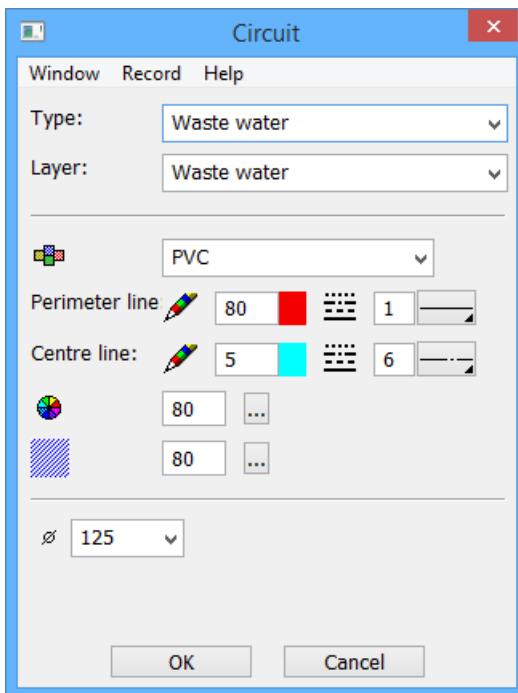 Circuit
Window Record Help
Type: Waste water
Layer: Waste water
PVC
Perimeter line: 80 1
Centre line: 5 6
80 ...
80 ...
⌀ 125
OK Cancel